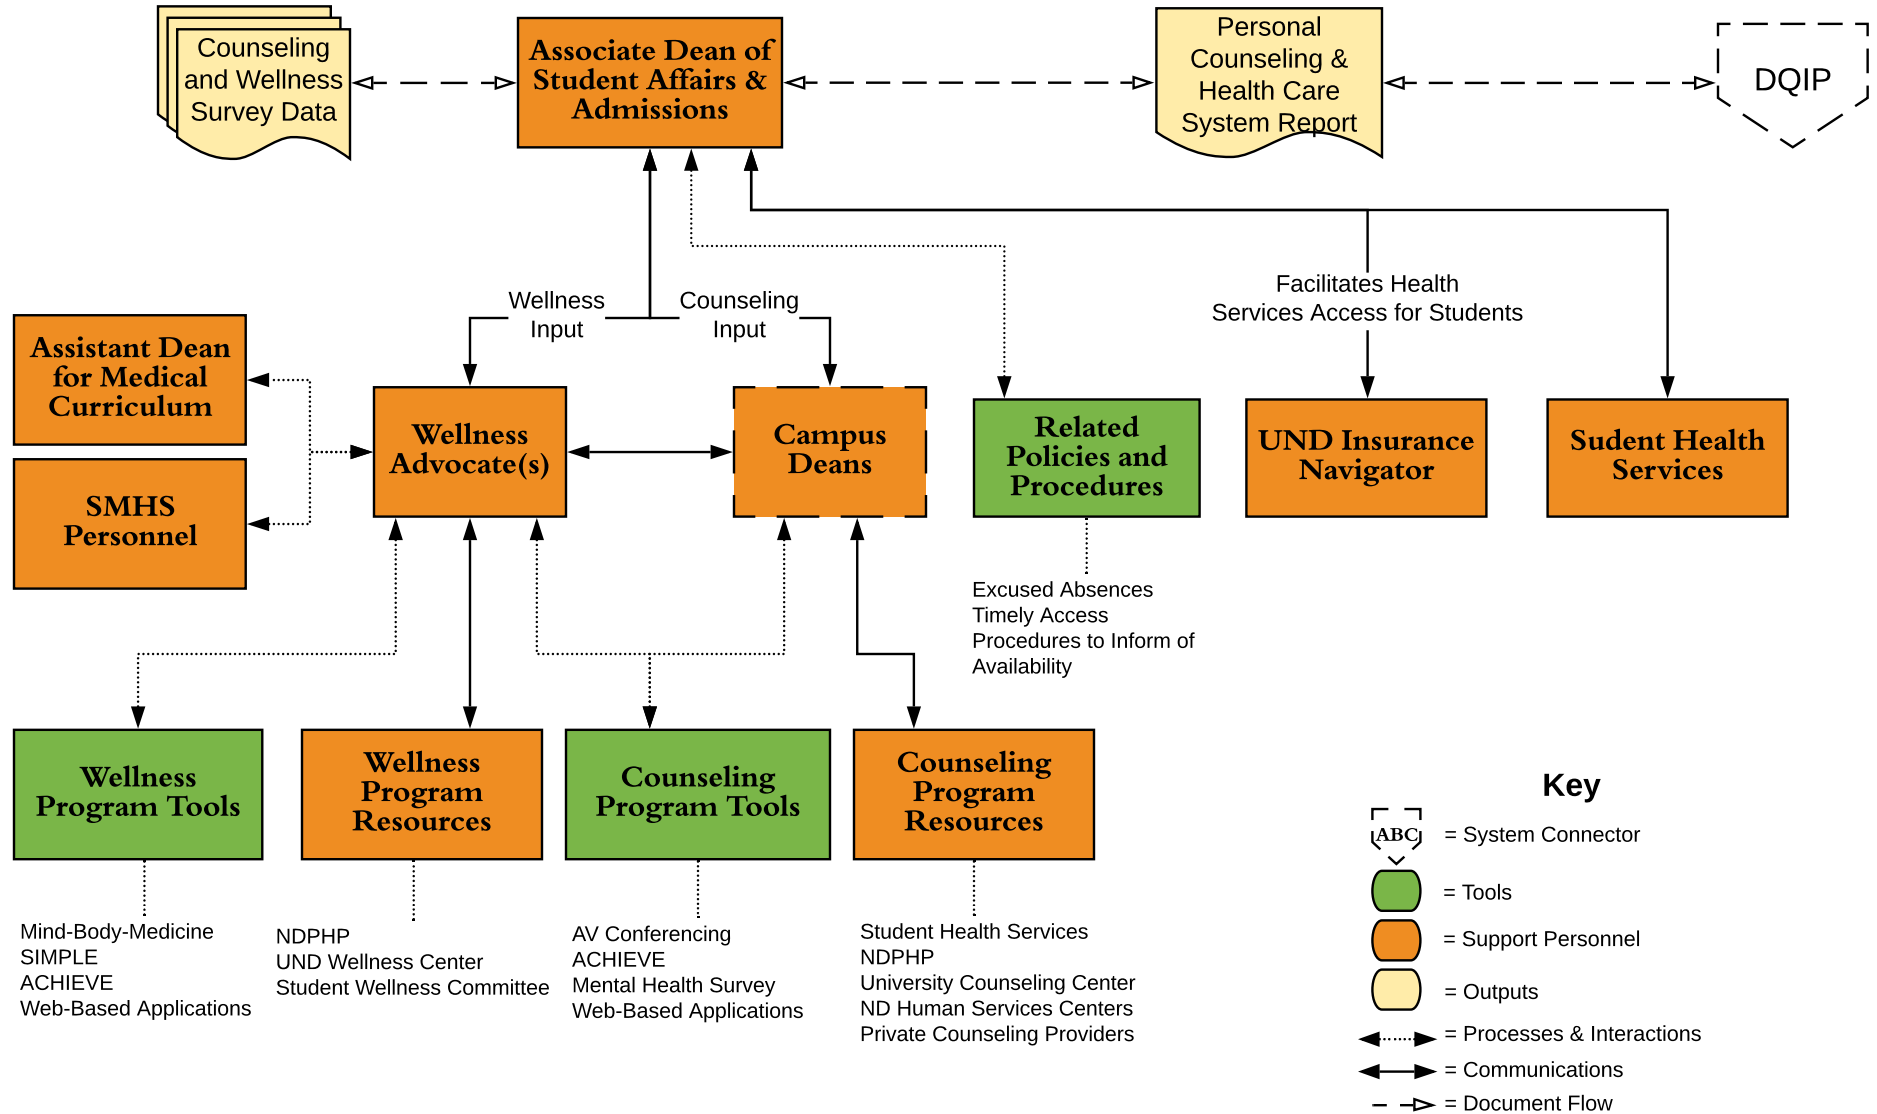 Counseling
and Wellness
Survey Data
Associate Dean of
Student Affairs &
Admissions
Personal
Counseling &
Health Care
System Report
DQIP
Wellness
Input
Counseling
Input
Facilitates Health
Services Access for Students
Assistant Dean
for Medical
Curriculum
SMHS
Personnel
Wellness
Advocate(s)
Campus
Deans
Related
Policies and
Procedures
UND Insurance
Navigator
Sudent Health
Services
Excused Absences
Timely Access
Procedures to Inform of
Availability
Wellness
Program Tools
Wellness
Program
Resources
Counseling
Program Tools
Counseling
Program
Resources
Mind-Body-Medicine
SIMPLE
ACHIEVE
Web-Based Applications
NDPHP
UND Wellness Center
Student Wellness Committee
AV Conferencing
ACHIEVE
Mental Health Survey
Web-Based Applications
Student Health Services
NDPHP
University Counseling Center
ND Human Services Centers
Private Counseling Providers
Key
ABC = System Connector
= Tools
= Support Personnel
= Outputs
= Processes & Interactions
= Communications
= Document Flow